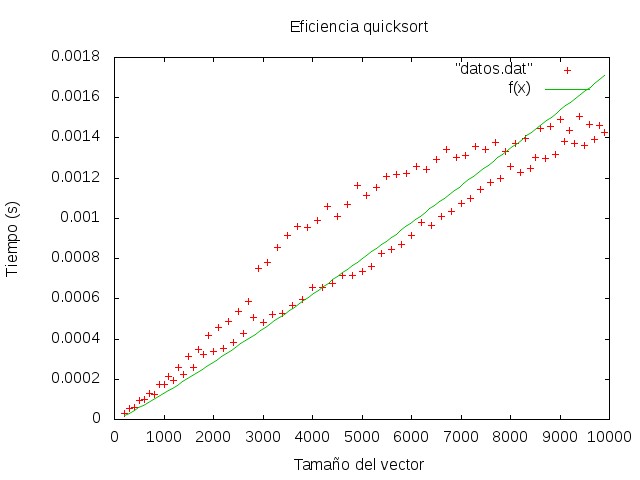 Eficiencia quicksort
"datos.dat"
f(x)
0.0018
0.0016
0.0014
0.0012
0.001
0.0008
0.0006
0.0004
0.0002
0
Tiempo (s)
0 1000 2000 3000 4000 5000 6000 7000 8000 9000 10000
Tamaño del vector